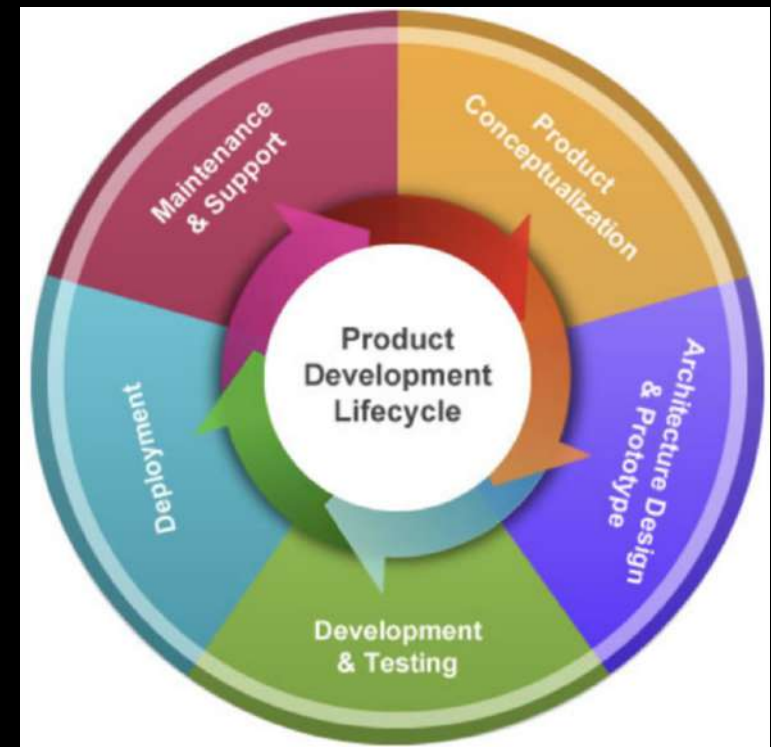 Product
Development
Lifecycle
Product
Conceptualization
Architecture Design
& Prototype
Development
& Testing
Deployment
Maintenance
& Support